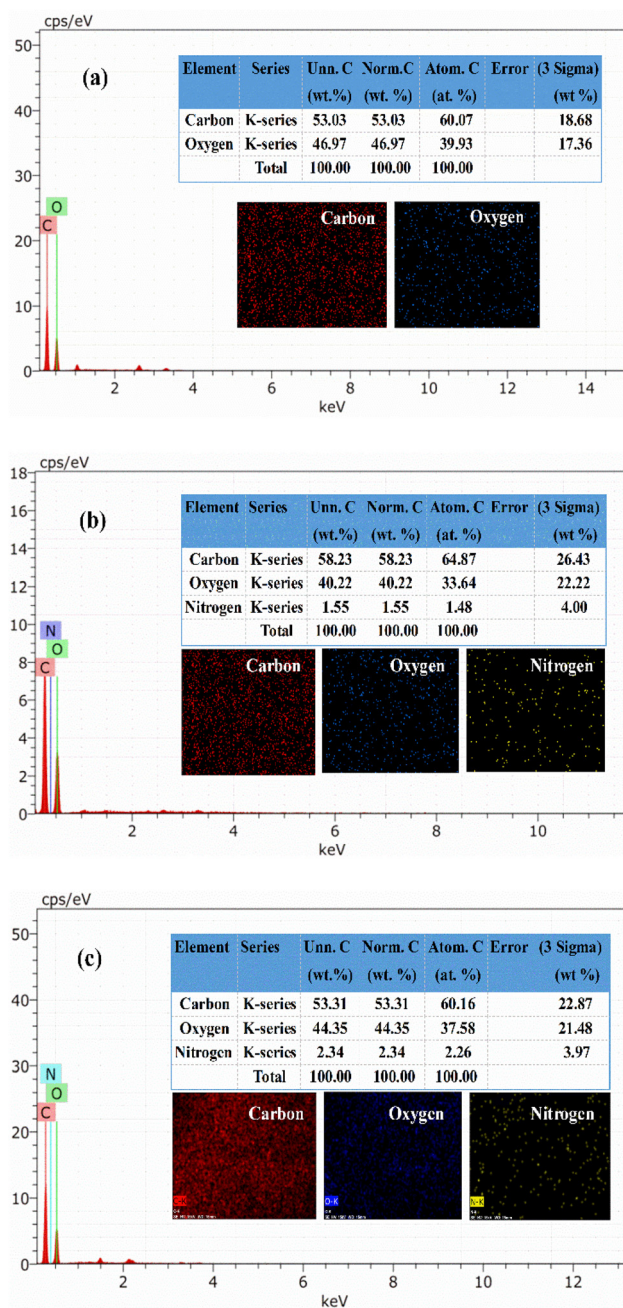 cps/eV
50
40
30
20
10
0
(a)
Element Series Unn. C Norm.C Atom. C Error (3 Sigma)
(wt.%) (wt. %) (at. %) (wt %)
Carbon K-series 53.03 53.03 60.07 18.68
Oxygen K-series 46.97 46.97 39.93 17.36
Total 100.00 100.00 100.00
O
C
Carbon Oxygen
2 4 6 8 10 12 14
keV
cps/eV
18
16
14
12
10
8
6
4
2
0
(b)
Element Series Unn. C Norm. C Atom. C Error (3 Sigma)
(wt.%) (wt. %) (at. %) (wt %)
Carbon K-series 58.23 58.23 64.87 26.43
Oxygen K-series 40.22 40.22 33.64 22.22
Nitrogen K-series 1.55 1.55 1.48 4.00
Total 100.00 100.00 100.00
N
O
C
Carbon Oxygen Nitrogen
2 4 6 8 10
keV
cps/eV
50
40
30
20
10
0
(c)
Element Series Unn. C Norm. C Atom. C Error (3 Sigma)
(wt.%) (wt. %) (at. %) (wt %)
Carbon K-series 53.31 53.31 60.16 22.87
Oxygen K-series 44.35 44.35 37.58 21.48
Nitrogen K-series 2.34 2.34 2.26 3.97
Total 100.00 100.00 100.00
N
O
C
Carbon Oxygen Nitrogen
O-K N-K
2 4 6 8 10 12
keV